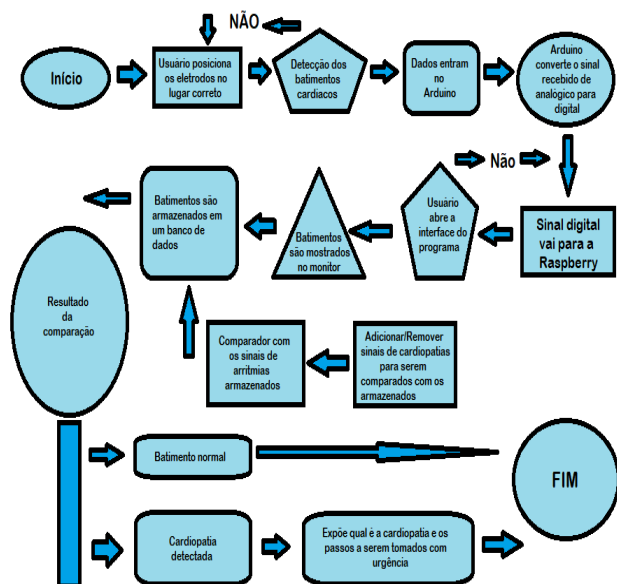 NÃO
Início
Usuário posiciona
os eletrodos no
lugar correto
Detecção dos
batimentos
cardíacos
Dados entram
no
Arduino
Arduino
converte o sinal
recebido de
analógico para
digital
Não
Batimentos são
armazenados em
um banco de
dados
Batimentos
são mostrados
no monitor
Usuário
abre a
interface do
programa
Sinal digital
vai para a
Raspberry
Resultado
da
comparação
Comparador com
os sinais de
arritmias
armazenados
Adicionar/Remover
sinais de cardiopatias
para serem
comparados com os
armazenados
Batimento normal
FIM
Cardiopatia
detectada
Expõe qual é a cardiopatia e os
passos a serem tomados com
urgência